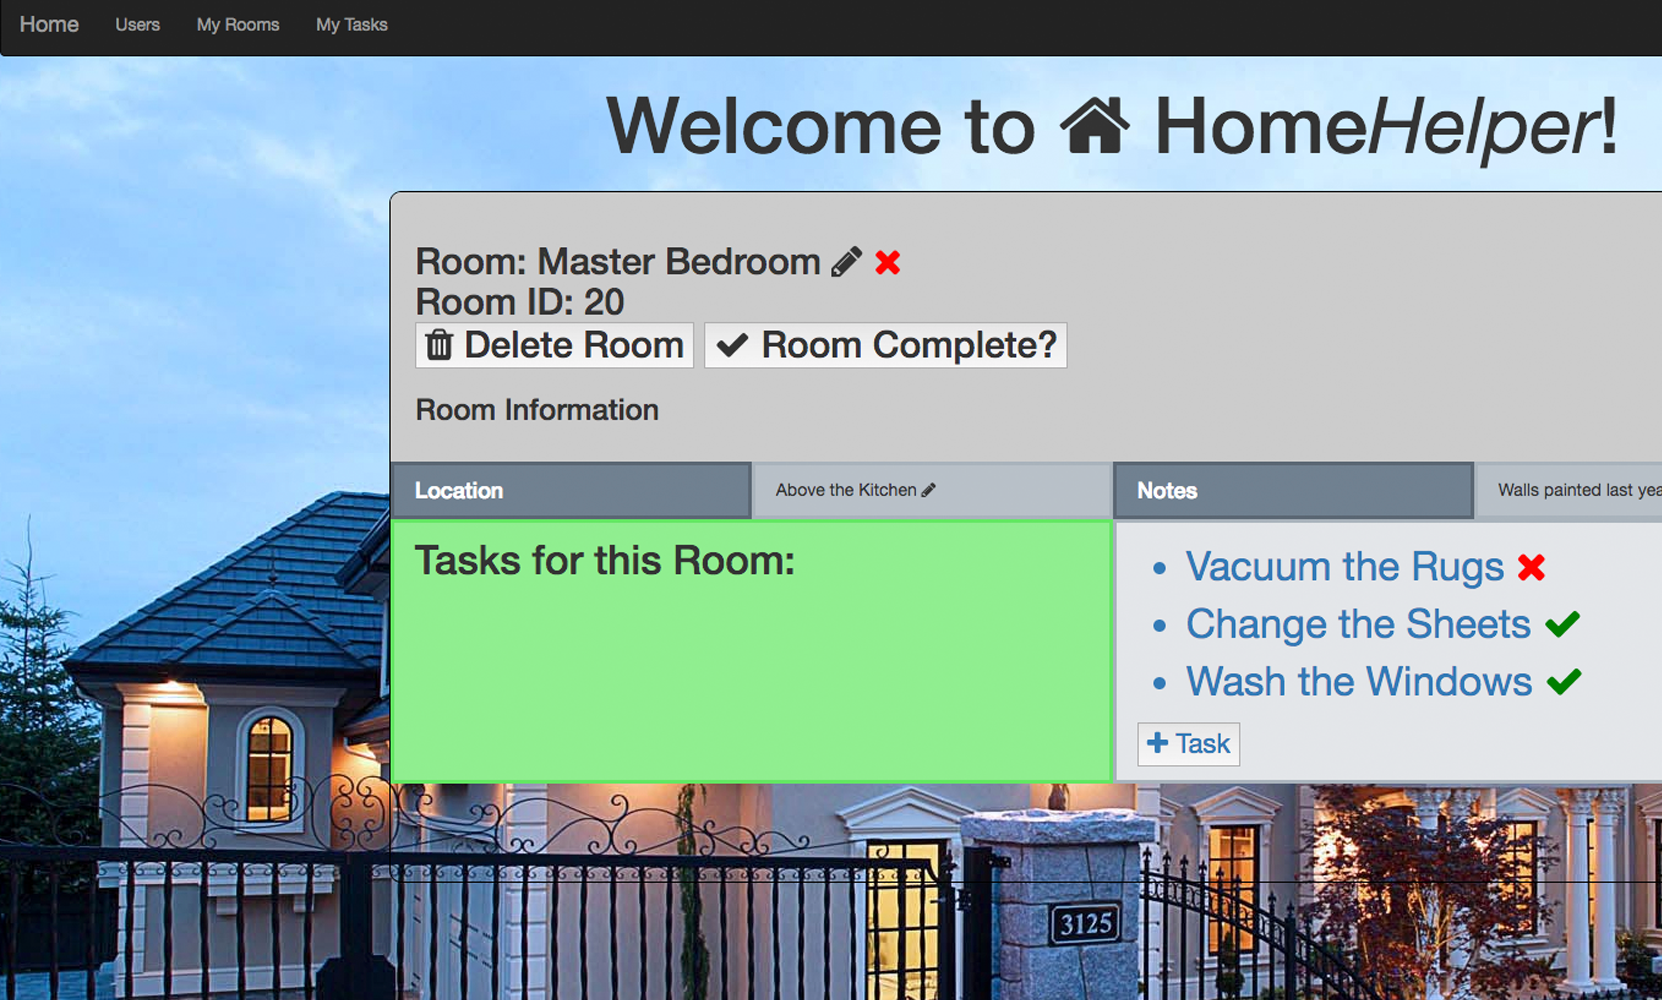 Home Users My Rooms My Tasks
Welcome to HomeHelper!
Room: Master Bedroom
Room ID: 20
Delete Room Room Complete?
Room Information
Location Above the Kitchen Notes Walls painted last
Tasks for this Room:
Vacuum the Rugs
Change the Sheets
Wash the Windows
+ Task
3125